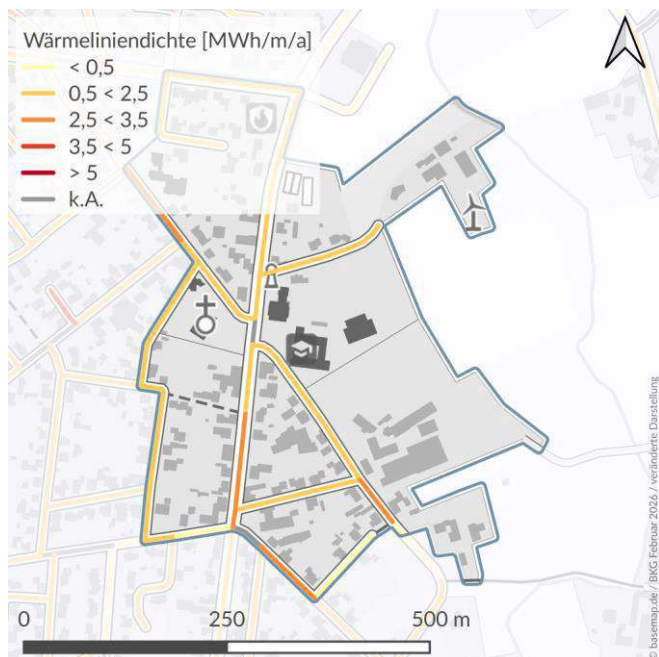 Wärmeliniendichte [MWh/m/a]
< 0,5
0,5 < 2,5
2,5 < 3,5
3,5 < 5
> 5
k.A.
0 250 500 m
© basemap.de / BKG Februar 2026 / veränderte Darstellung